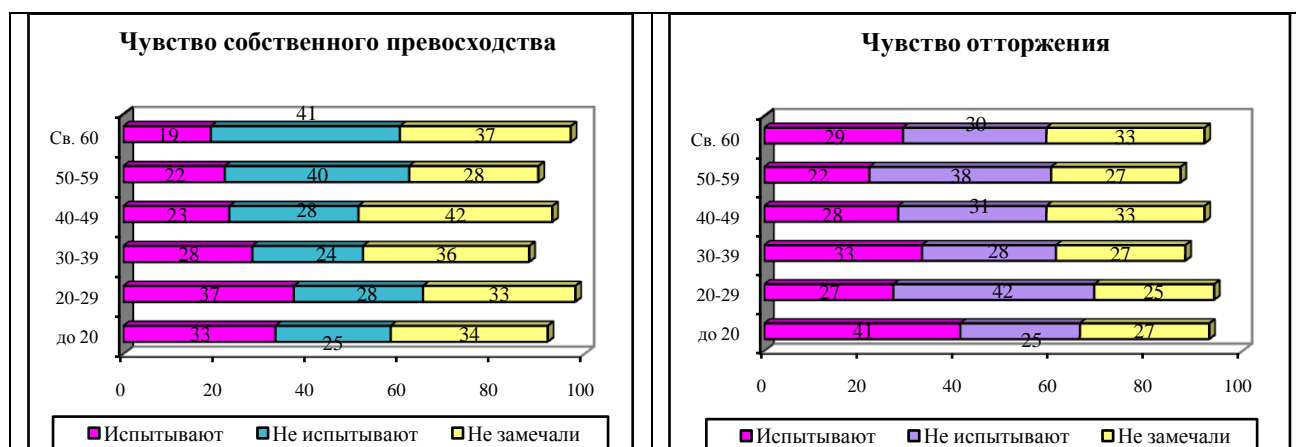 Чувство собственного превосходства
41
Св. 60 19 37
50-59 22 40 28
40-49 23 28 42
30-39 28 24 36
20-29 37 28 33
до 20 33 25 34
0 20 40 60 80 100
Испытывают Не испытывают Не замечали
Чувство отторжения
Св. 60 29 30 33
50-59 22 38 27
40-49 28 31 33
30-39 33 28 27
20-29 27 42 25
до 20 41 25 27
0 20 40 60 80 100
Испытывают Не испытывают Не замечали